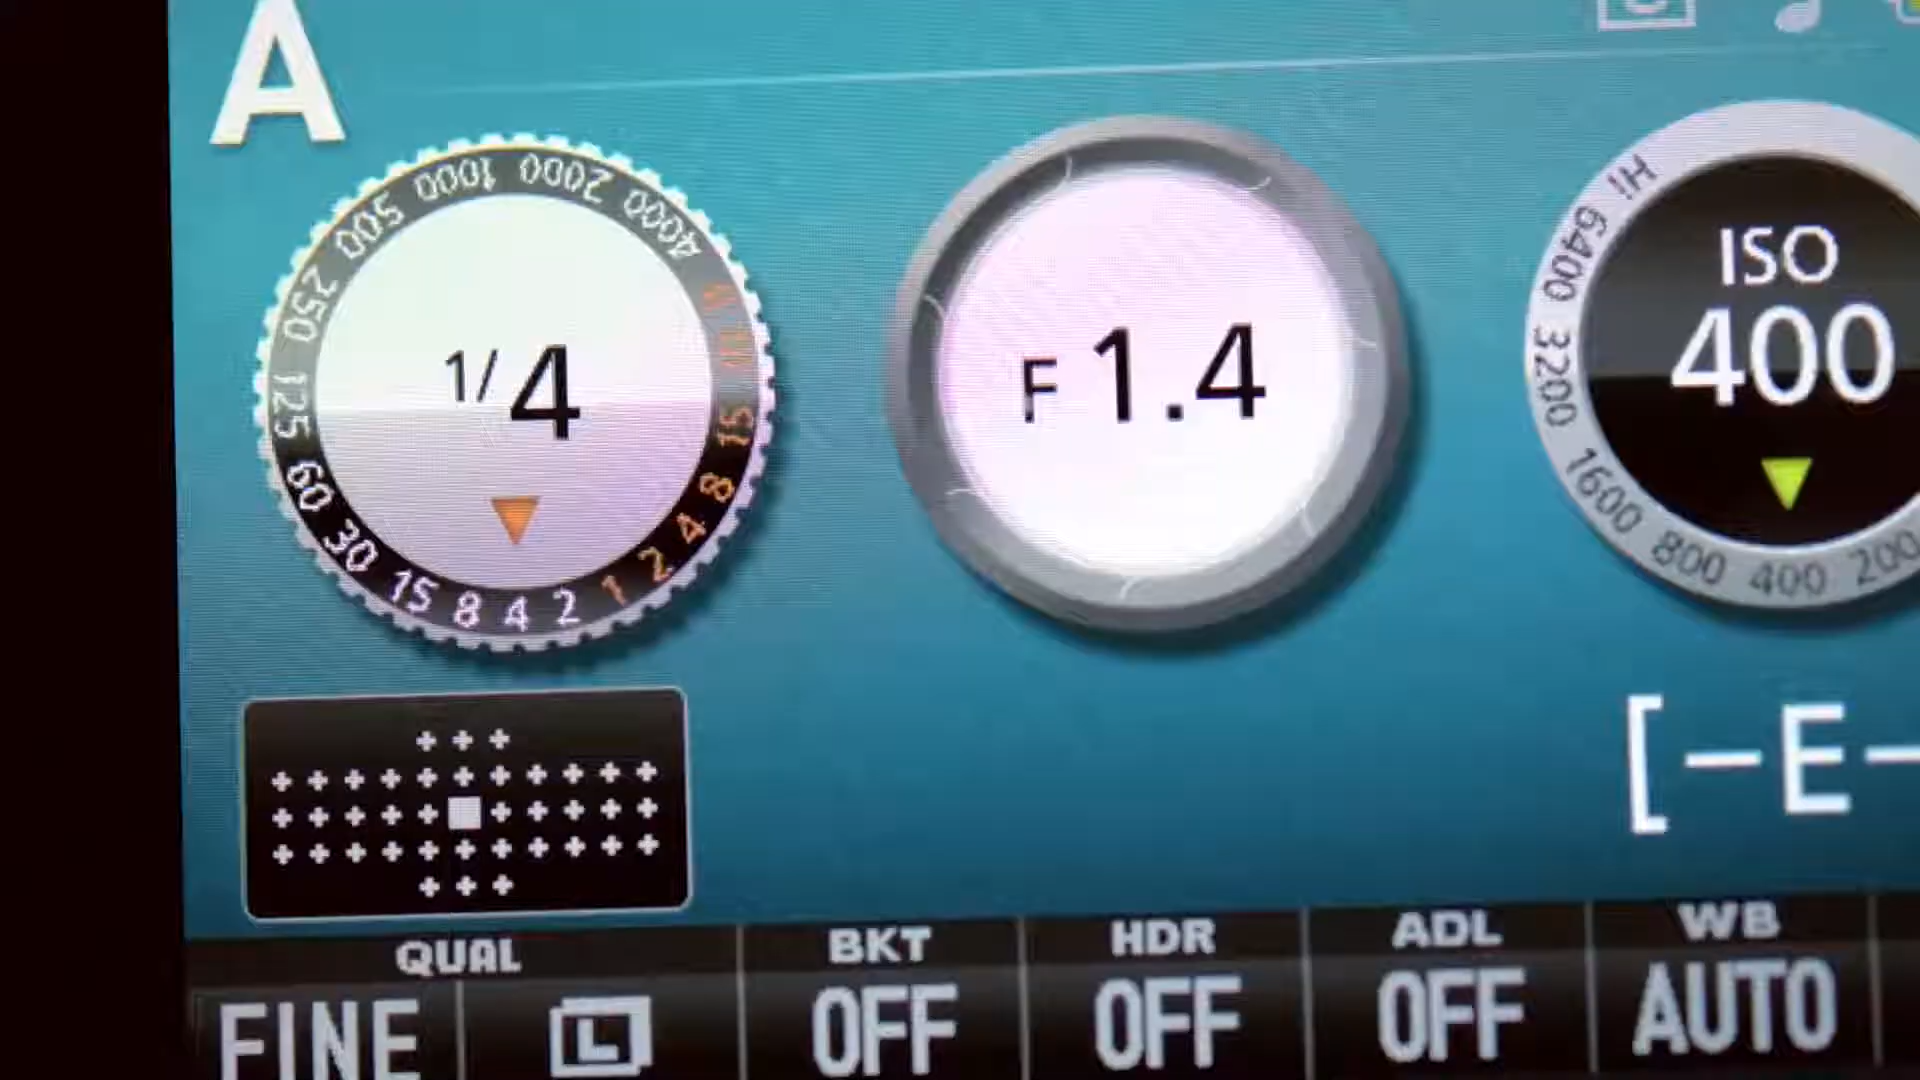 A
C
1000 2000
500 4000
250
125 15
60 8
30 4
15 8 4 2 1 2
1/4
F1.4
Hi
6400
3200
1600
800 400 200
ISO
400
[-E-
QUAL BKT HDR ADL WB
FINE L OFF OFF OFF AUTO